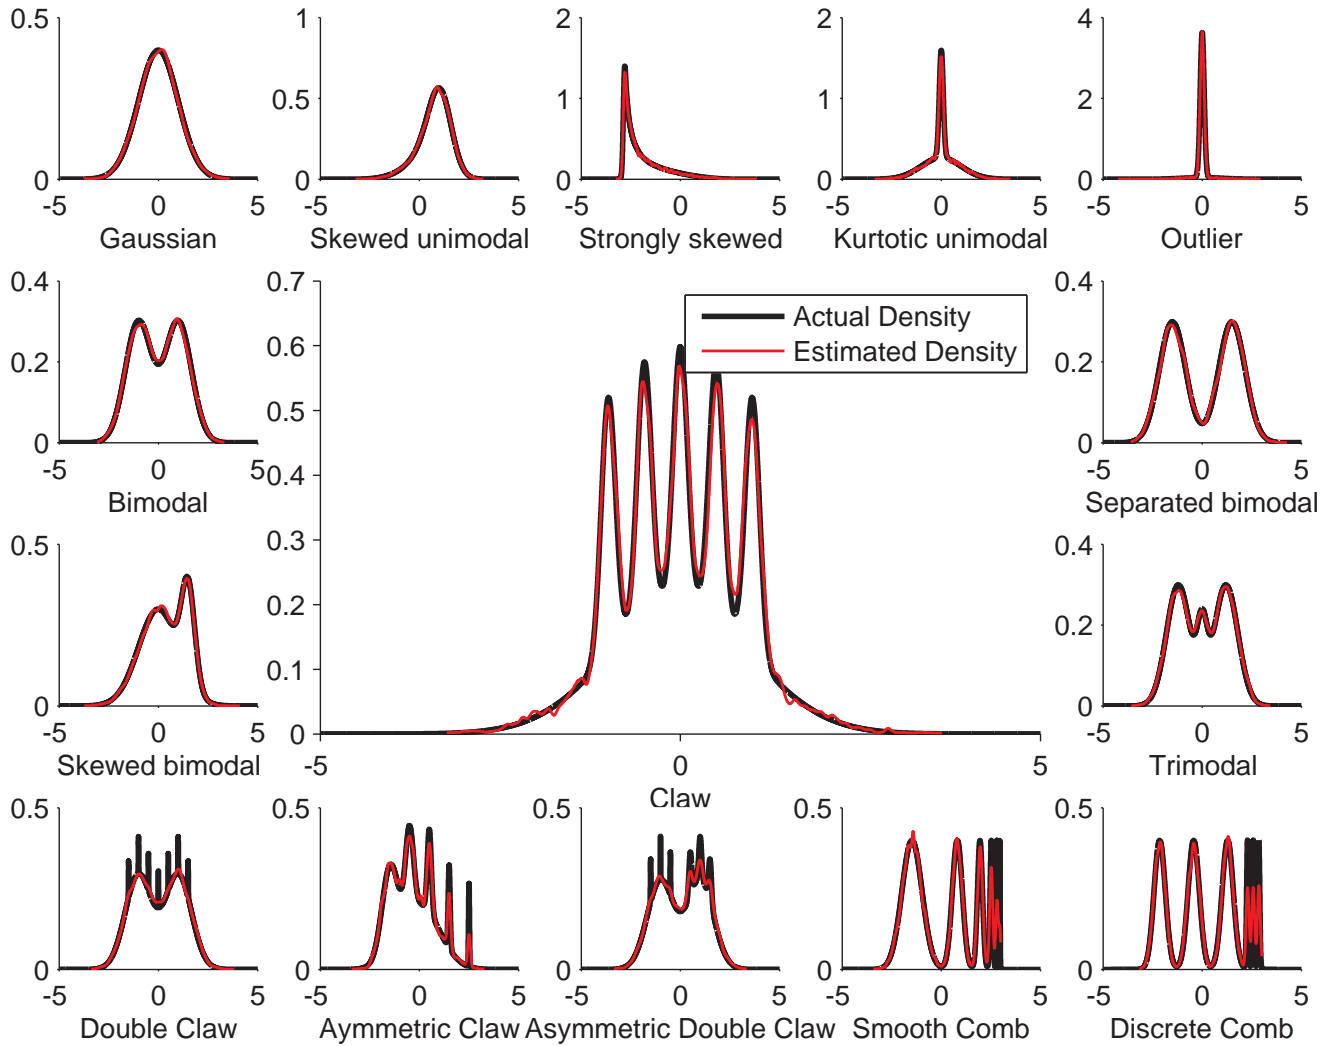 0.5
0
-5 0 5
Gaussian
1
0.5
0
-5 0 5
Skewed unimodal
2
1
0
-5 0 5
Strongly skewed
2
1
0
-5 0 5
Kurtotic unimodal
4
2
0
-5 0 5
Outlier
0.4
0.2
0
-5 0 5
Bimodal
0.7
0.6
0.5
0.4
0.3
0.2
0.1
0
-5 0 5
Claw
Actual Density
Estimated Density
0.4
0.2
0
-5 0 5
Separated bimodal
0.5
0
-5 0 5
Skewed bimodal
0.4
0.2
0
-5 0 5
Trimodal
0.5
0
-5 0 5
Double Claw
0.5
0
-5 0 5
Aymmetric Claw
0.5
0
-5 0 5
Asymmetric Double Claw
0.5
0
-5 0 5
Smooth Comb
0.5
0
-5 0 5
Discrete Comb